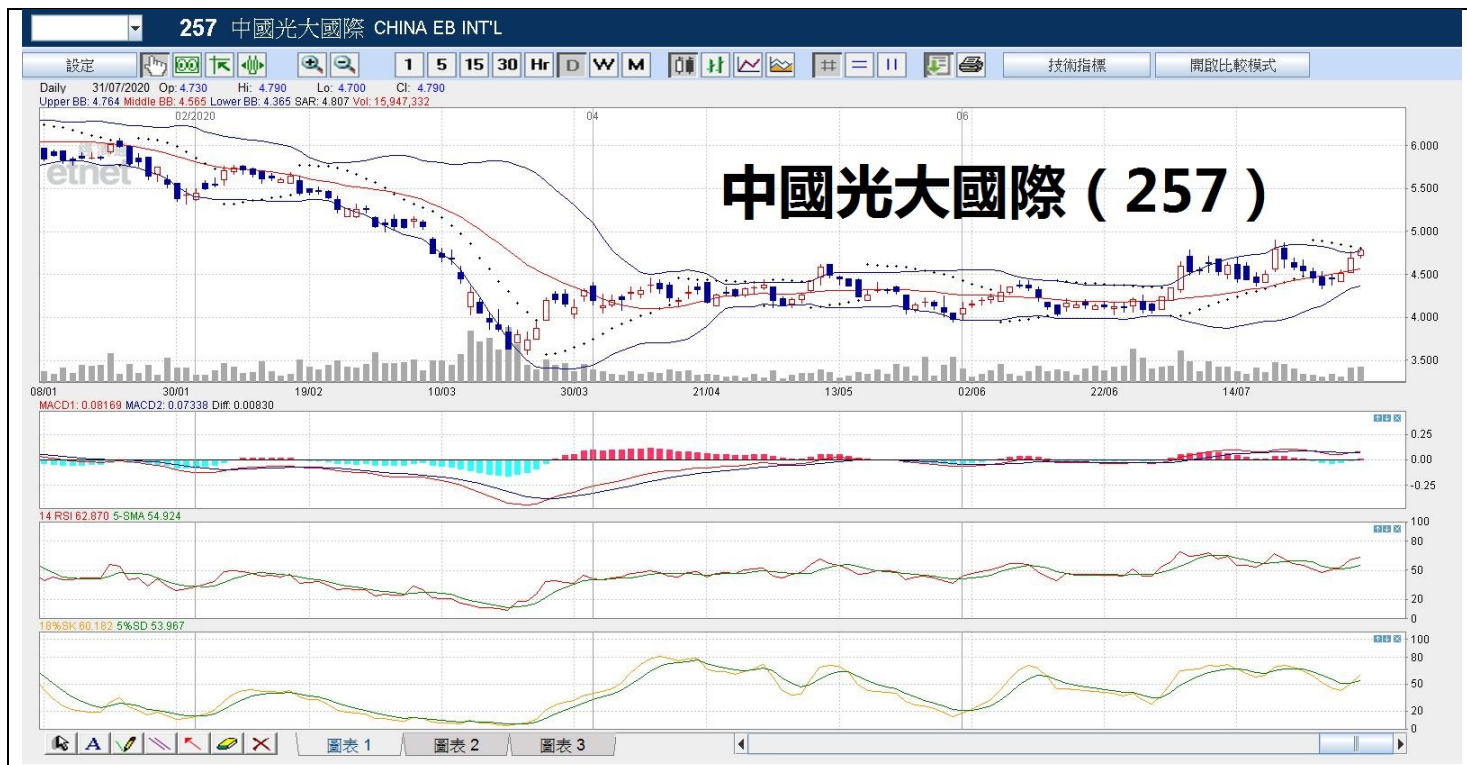 257 中國光大國際 CHINA EB INT'L
設定 1 5 15 30 Hr D W M 技術指標 開啟比較模式
Daily 31/07/2020 Op: 4.730 Hi: 4.790 Lo: 4.700 Cl: 4.790
Upper BB: 4.764 Middle BB: 4.565 Lower BB: 4.365 SAR: 4.807 Vol: 15,947,332
02/2020 04 06
6.000
etnet
中國光大國際（257）
5.500
5.000
4.500
4.000
3.500
08/01 30/01 19/02 10/03 30/03 21/04 13/05 02/06 22/06 14/07
MACD1: 0.08169 MACD2: 0.07338 Diff: 0.00830
0.25
0.00
-0.25
14 RSI 62.870 5-SMA 54.924
100
80
50
20
0
18%SK 60.182 5%SD 53.967
100
80
50
20
0
A 圖表 1 圖表 2 圖表 3